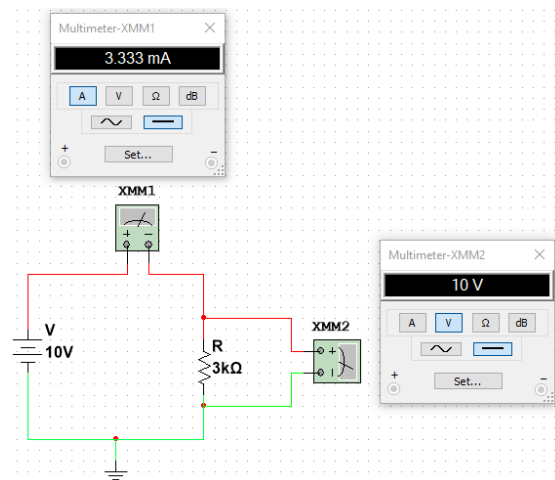 Multimeter-XMM1
3.333 mA
A V Ω dB
+ Set... −
XMM1
+ −
Multimeter-XMM2
10 V
A V Ω dB
+ Set... −
V
10V
R
3kΩ
XMM2
+